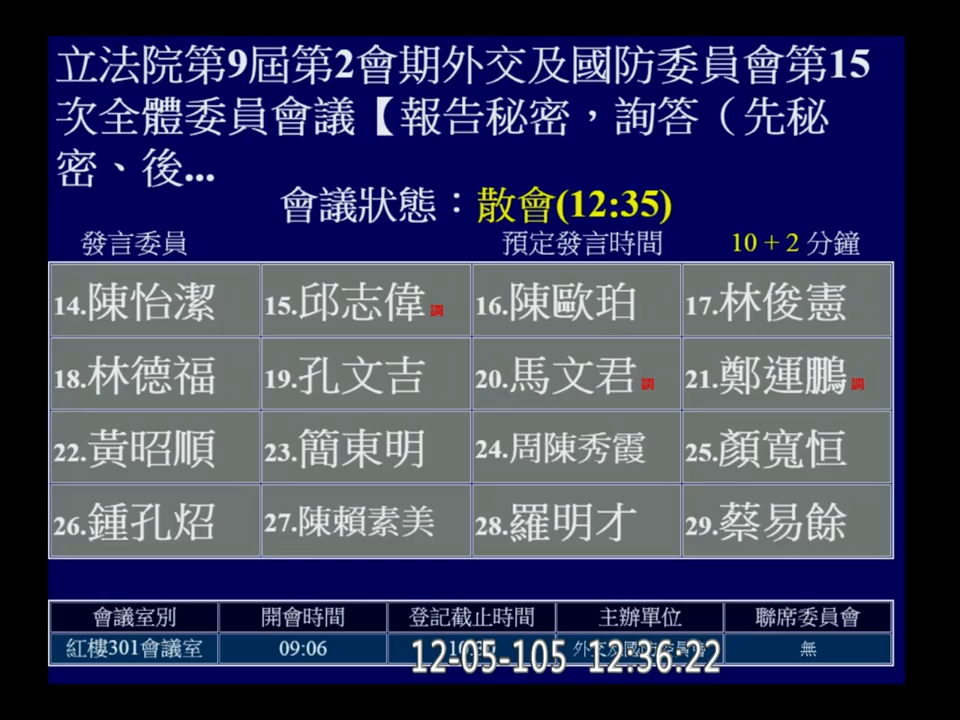 立法院第9屆第2會期外交及國防委員會第15
次全體委員會議【報告秘密，詢答（先秘
密、後...
會議狀態：散會(12:35)
發言委員 預定發言時間 10 + 2 分鐘
14.陳怡潔 15.邱志偉 調 16.陳歐珀 17.林俊憲
18.林德福 19.孔文吉 20.馬文君 調 21.鄭運鵬 調
22.黃昭順 23.簡東明 24.周陳秀霞 25.顏寬恒
26.鍾孔炤 27.陳賴素美 28.羅明才 29.蔡易餘
會議室別 開會時間 登記截止時間 主辦單位 聯席委員會
紅樓301會議室 09:06 外交及國防委員會 無
12-05-105 12:36:22